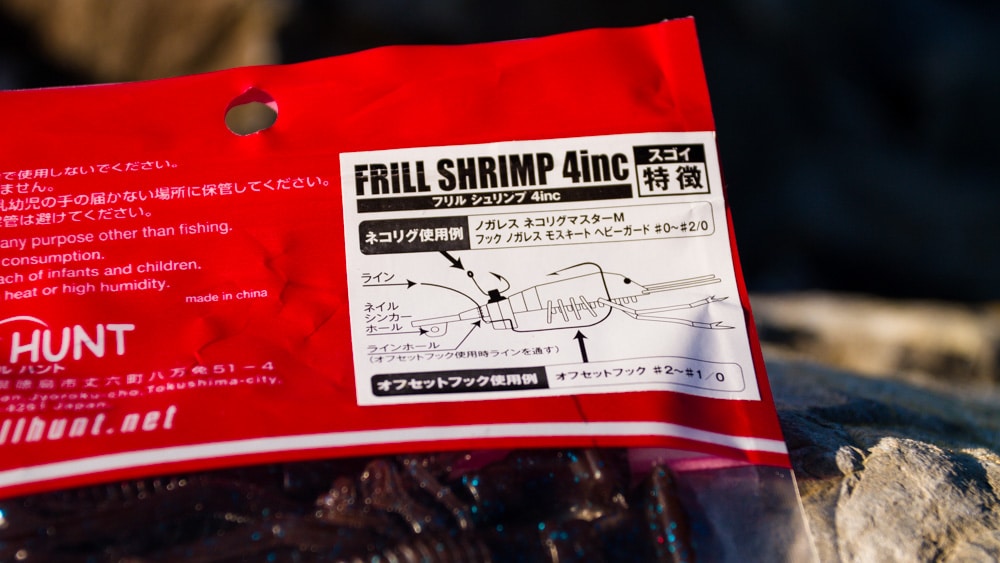 で使用しないでください。
ません。
乳幼児の手の届かない場所に保管してください。
保管は避けてください。
any purpose other than fishing.
consumption.
ach of infants and children.
heat or high humidity.
made in china
HUNT
ル ハント
徳島市丈六町八万免51-4
an Jyoroku-cho, Tokushima-city,
4261 Japan.
llhunt.net
FRILL SHRIMP 4inc
フリル シュリンプ 4inc
スゴイ
特徴
ネコリグ使用例
ノガレス ネコリグマスターM
フック ノガレス モスキート ヘビーガード #0~#2/0
ライン
ネイル
シンカー
ホール
ラインホール
(オフセットフック使用時ラインを通す)
オフセットフック使用例
オフセットフック #2~#1/0